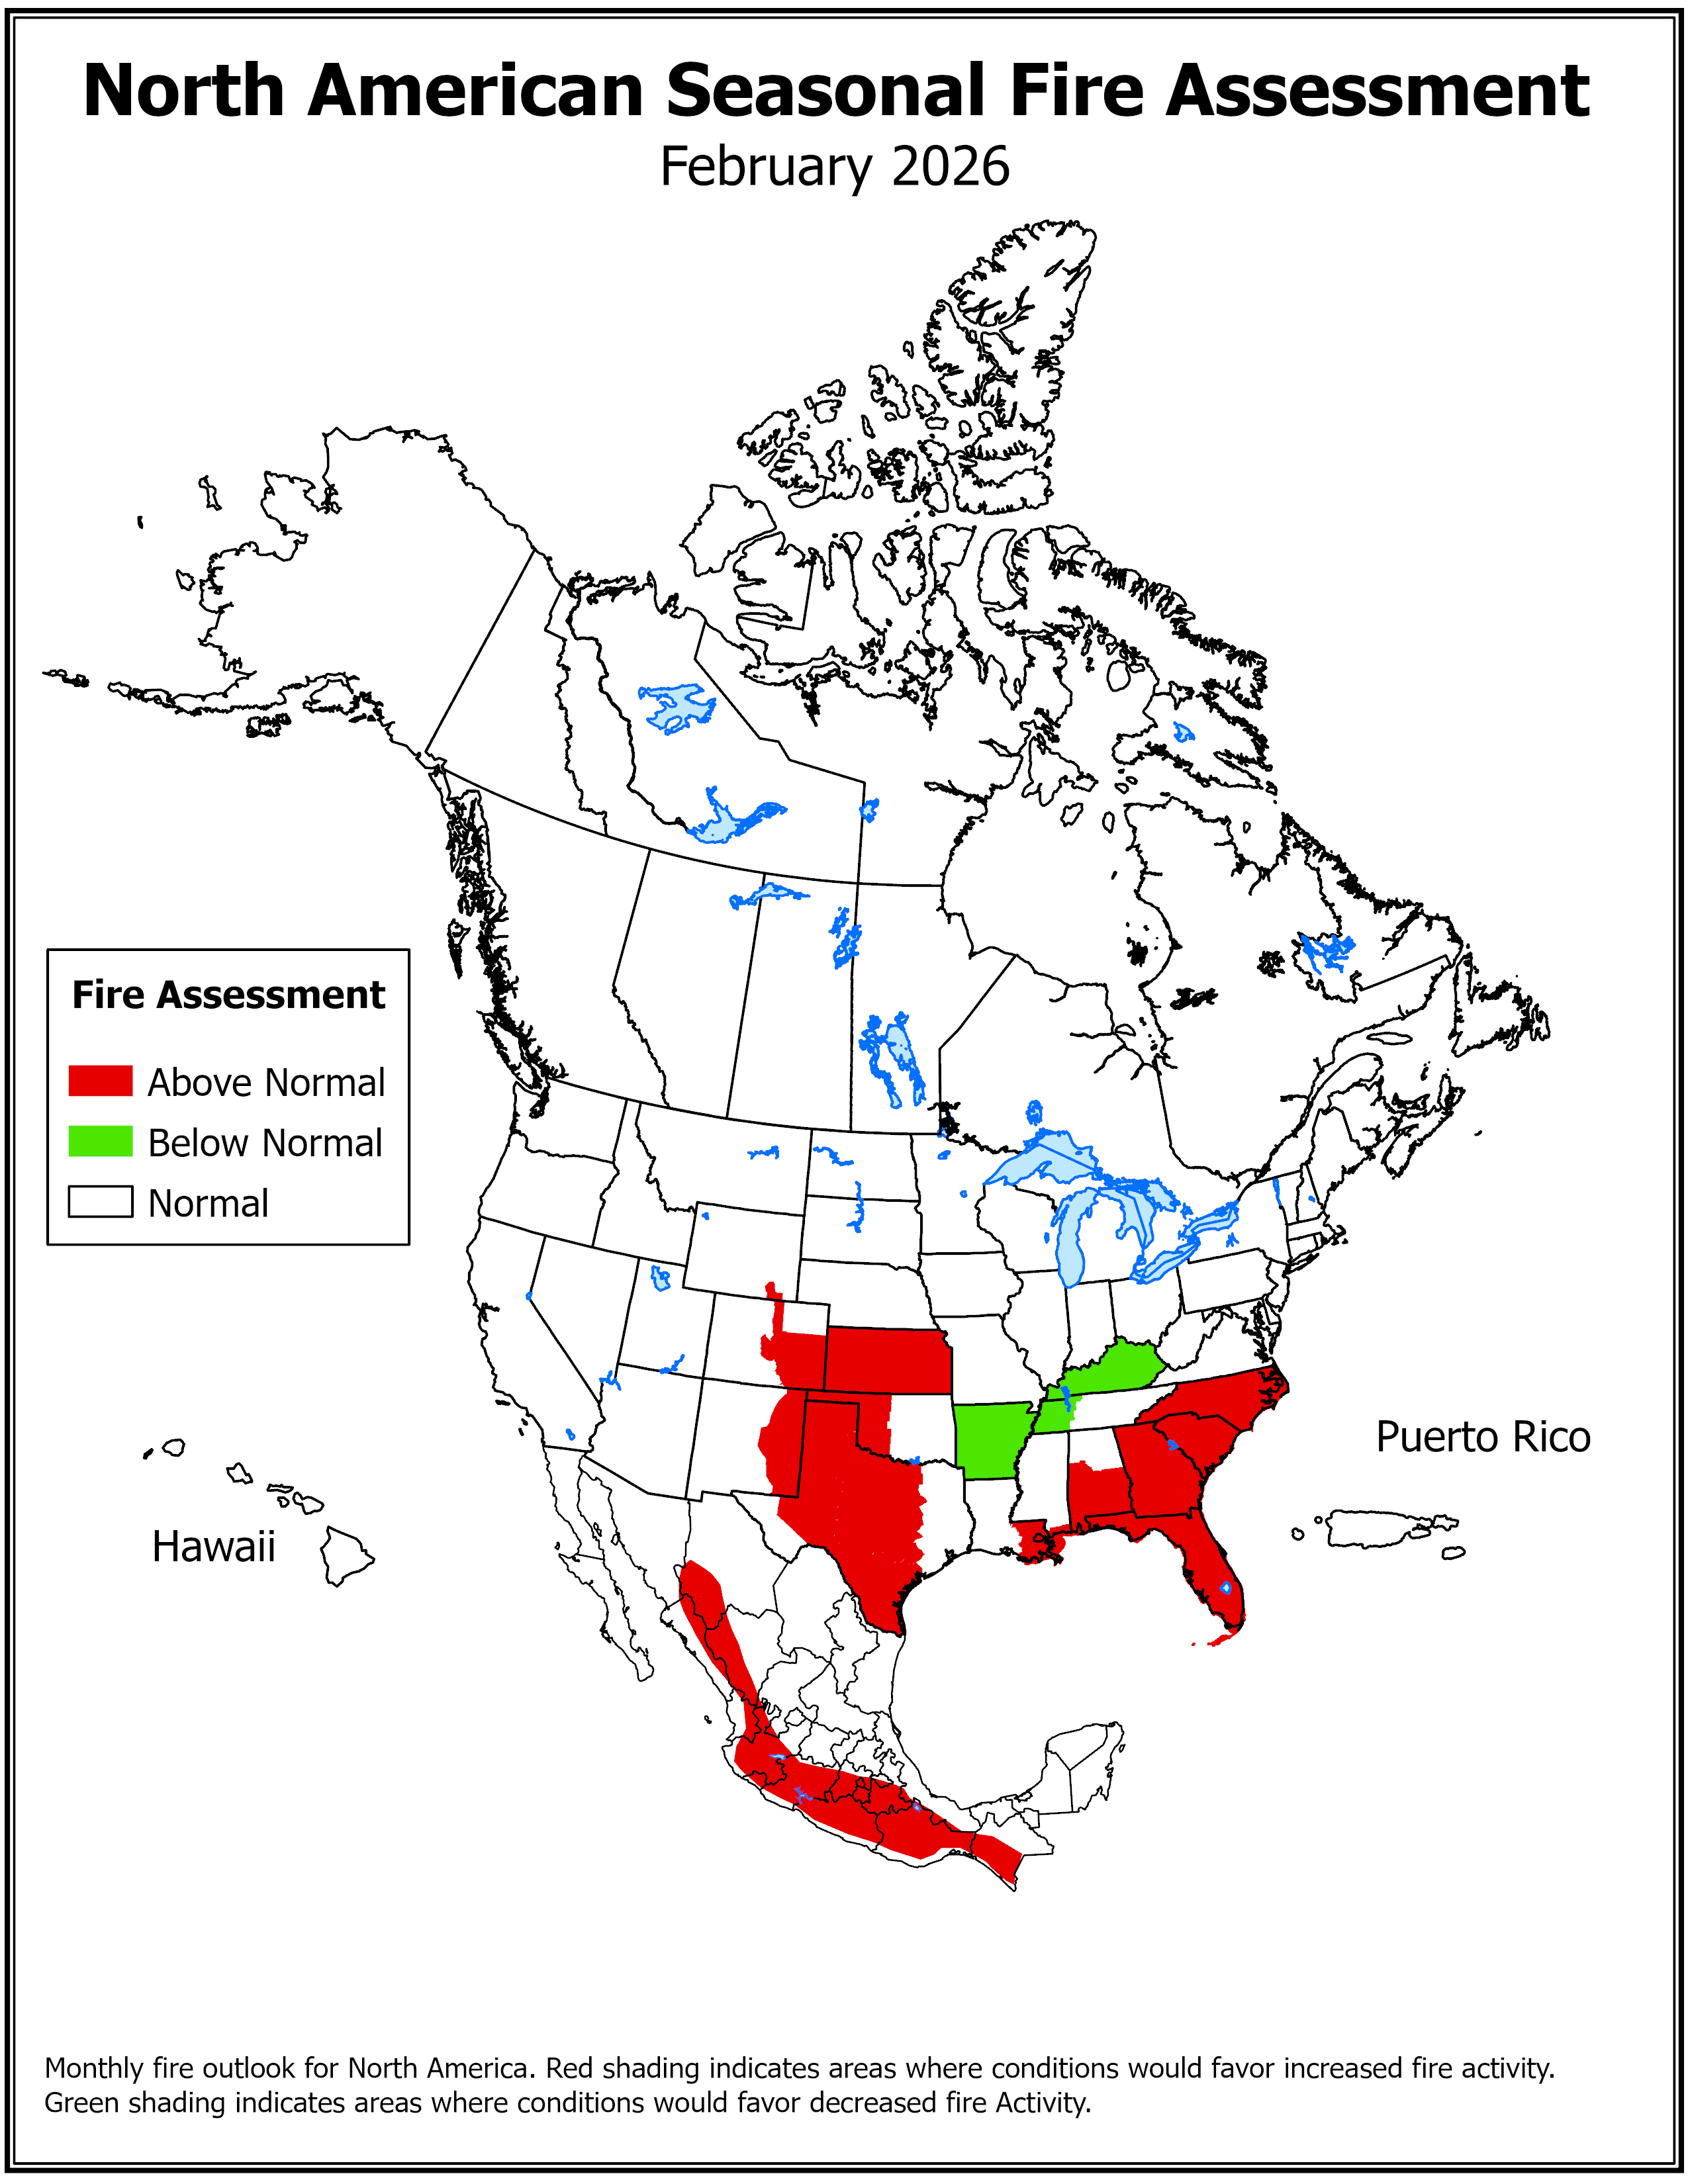 North American Seasonal Fire Assessment
February 2026
Fire Assessment
Above Normal
Below Normal
Normal
Puerto Rico
Hawaii
Monthly fire outlook for North America. Red shading indicates areas where conditions would favor increased fire activity.
Green shading indicates areas where conditions would favor decreased fire Activity.